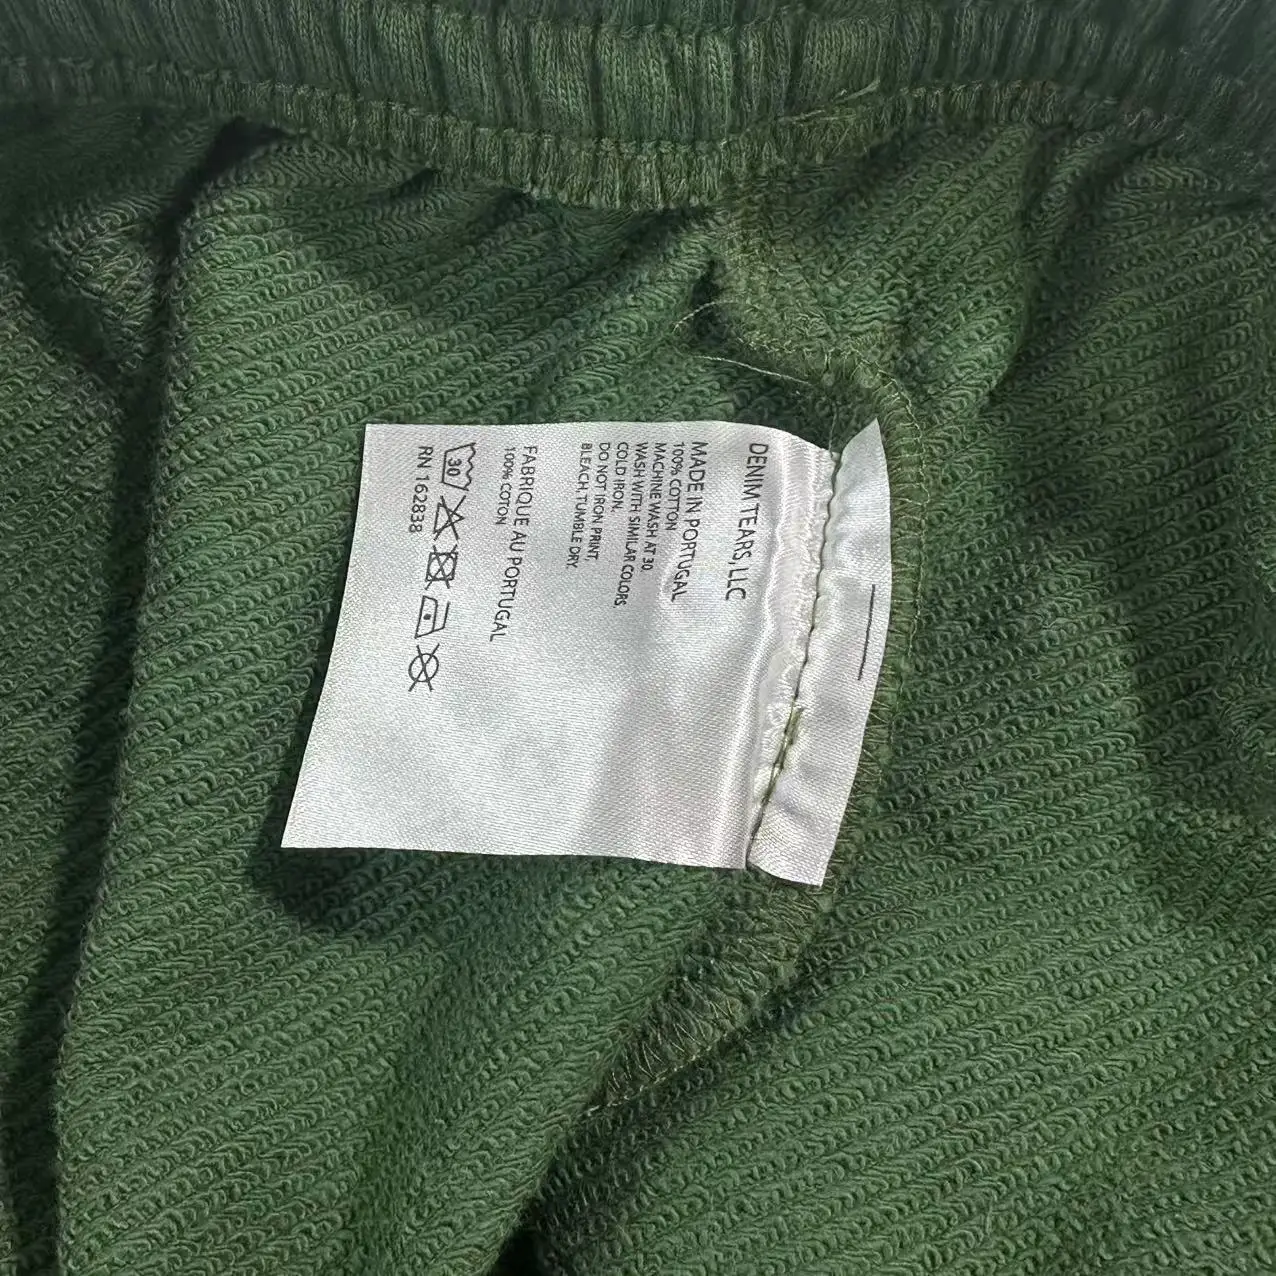 DENIM TEARS, LLC
MADE IN PORTUGAL
100% COTTON
MACHINE WASH AT 30
WASH WITH SIMILAR COLORS
COLD IRON.
DO NOT IRON PRINT,
BLEACH, TUMBLE DRY.
FABRIQUE AU PORTUGAL
100% COTON
30
RN 162838